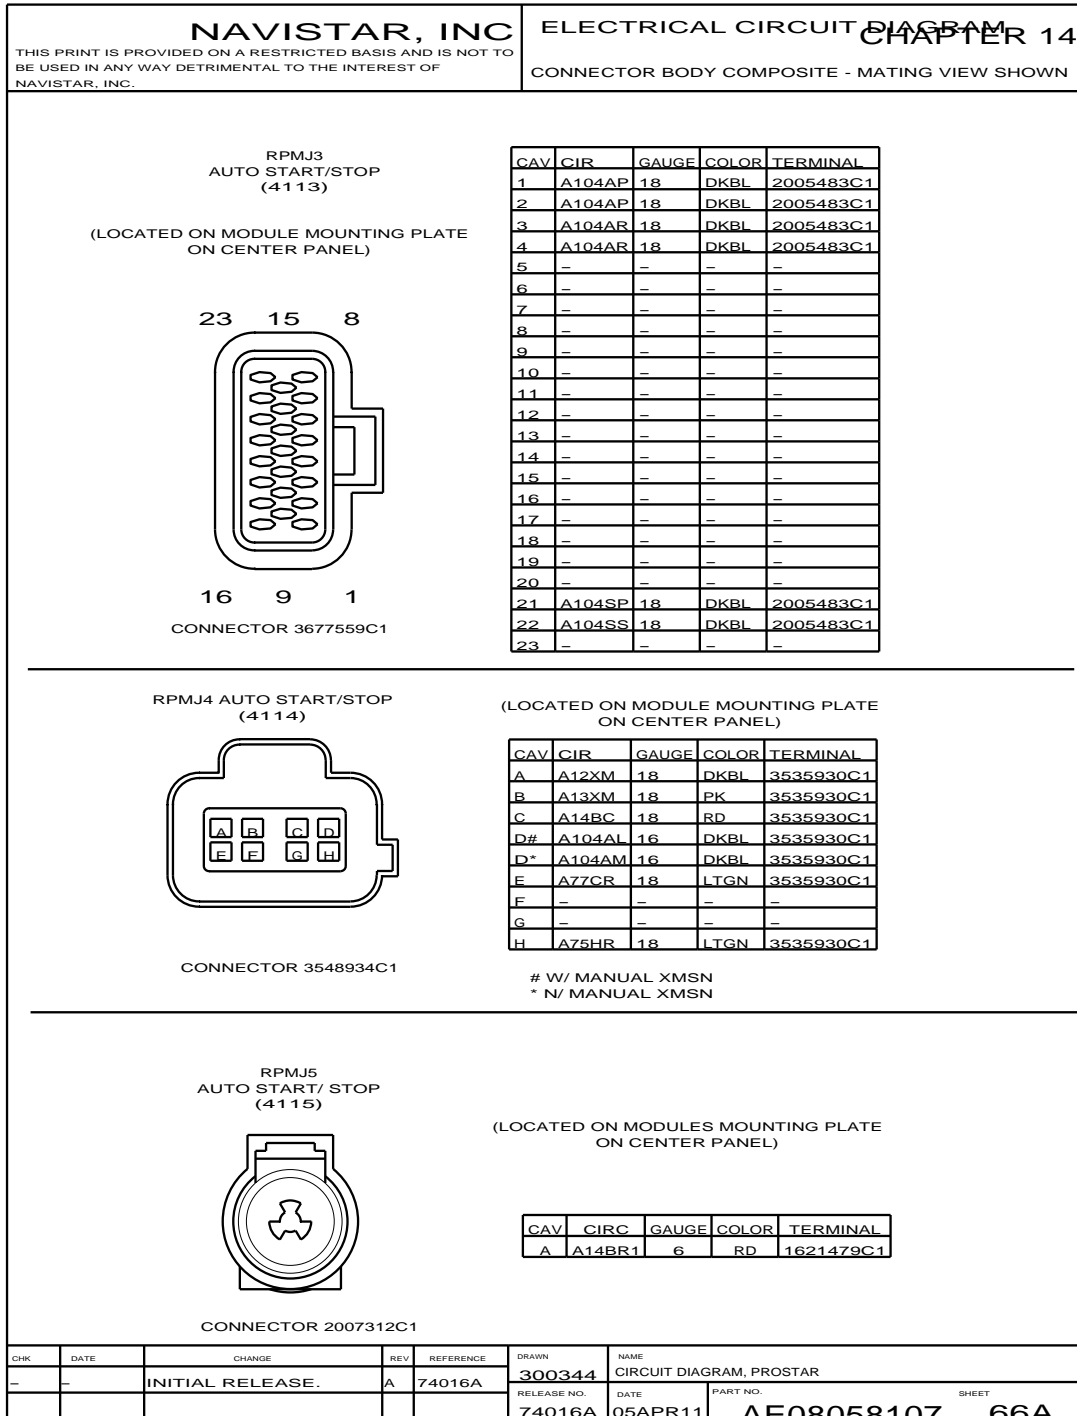 NAVISTAR, INC
THIS PRINT IS PROVIDED ON A RESTRICTED BASIS AND IS NOT TO
BE USED IN ANY WAY DETRIMENTAL TO THE INTEREST OF
NAVISTAR, INC.
ELECTRICAL CIRCUIT DIAGRAM
CHAPTER 14
CONNECTOR BODY COMPOSITE - MATING VIEW SHOWN
RPMJ3
AUTO START/STOP
(4113)
(LOCATED ON MODULE MOUNTING PLATE
ON CENTER PANEL)
23 15 8
16 9 1
CONNECTOR 3677559C1
CAV CIR GAUGE COLOR TERMINAL
1 A104AP 18 DKBL 2005483C1
2 A104AP 18 DKBL 2005483C1
3 A104AR 18 DKBL 2005483C1
4 A104AR 18 DKBL 2005483C1
5 – – – –
6 – – – –
7 – – – –
8 – – – –
9 – – – –
10 – – – –
11 – – – –
12 – – – –
13 – – – –
14 – – – –
15 – – – –
16 – – – –
17 – – – –
18 – – – –
19 – – – –
20 – – – –
21 A104SP 18 DKBL 2005483C1
22 A104SS 18 DKBL 2005483C1
23 – – – –
RPMJ4 AUTO START/STOP
(4114)
A B C D
E F G H
CONNECTOR 3548934C1
(LOCATED ON MODULE MOUNTING PLATE
ON CENTER PANEL)
CAV CIR GAUGE COLOR TERMINAL
A A12XM 18 DKBL 3535930C1
B A13XM 18 PK 3535930C1
C A14BC 18 RD 3535930C1
D# A104AL 16 DKBL 3535930C1
D* A104AM 16 DKBL 3535930C1
E A77CR 18 LTGN 3535930C1
F – – – –
G – – – –
H A75HR 18 LTGN 3535930C1
# W/ MANUAL XMSN
* N/ MANUAL XMSN
RPMJ5
AUTO START/ STOP
(4115)
CONNECTOR 2007312C1
(LOCATED ON MODULES MOUNTING PLATE
ON CENTER PANEL)
CAV CIRC GAUGE COLOR TERMINAL
A A14BR1 6 RD 1621479C1
CHK DATE CHANGE REV REFERENCE
– – INITIAL RELEASE. A 74016A
DRAWN
300344
NAME
CIRCUIT DIAGRAM, PROSTAR
RELEASE NO.
74016A
DATE
05APR11
PART NO.
AE08058107
SHEET
66A